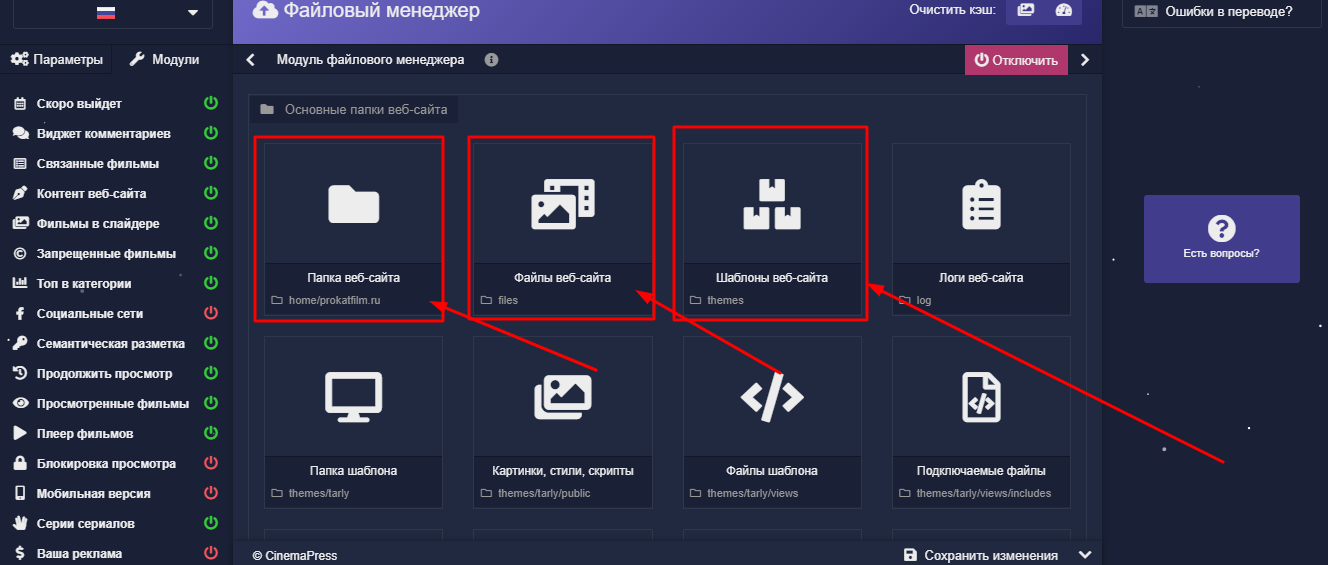 Файловый менеджер
Очистить кэш:
Ошибки в переводе?
Параметры
Модули
Модуль файлового менеджера
Отключить
Скоро выйдет
Виджет комментариев
Связанные фильмы
Контент веб-сайта
Фильмы в слайдере
Запрещенные фильмы
Топ в категории
Социальные сети
Семантическая разметка
Продолжить просмотр
Просмотренные фильмы
Плеер фильмов
Блокировка просмотра
Мобильная версия
Серии сериалов
Ваша реклама
Основные папки веб-сайта
Папка веб-сайта
home/prokatfilm.ru
Файлы веб-сайта
files
Шаблоны веб-сайта
themes
Логи веб-сайта
log
Папка шаблона
themes/tarly
Картинки, стили, скрипты
themes/tarly/public
Файлы шаблона
themes/tarly/views
Подключаемые файлы
themes/tarly/views/includes
Есть вопросы?
© CinemaPress
Сохранить изменения